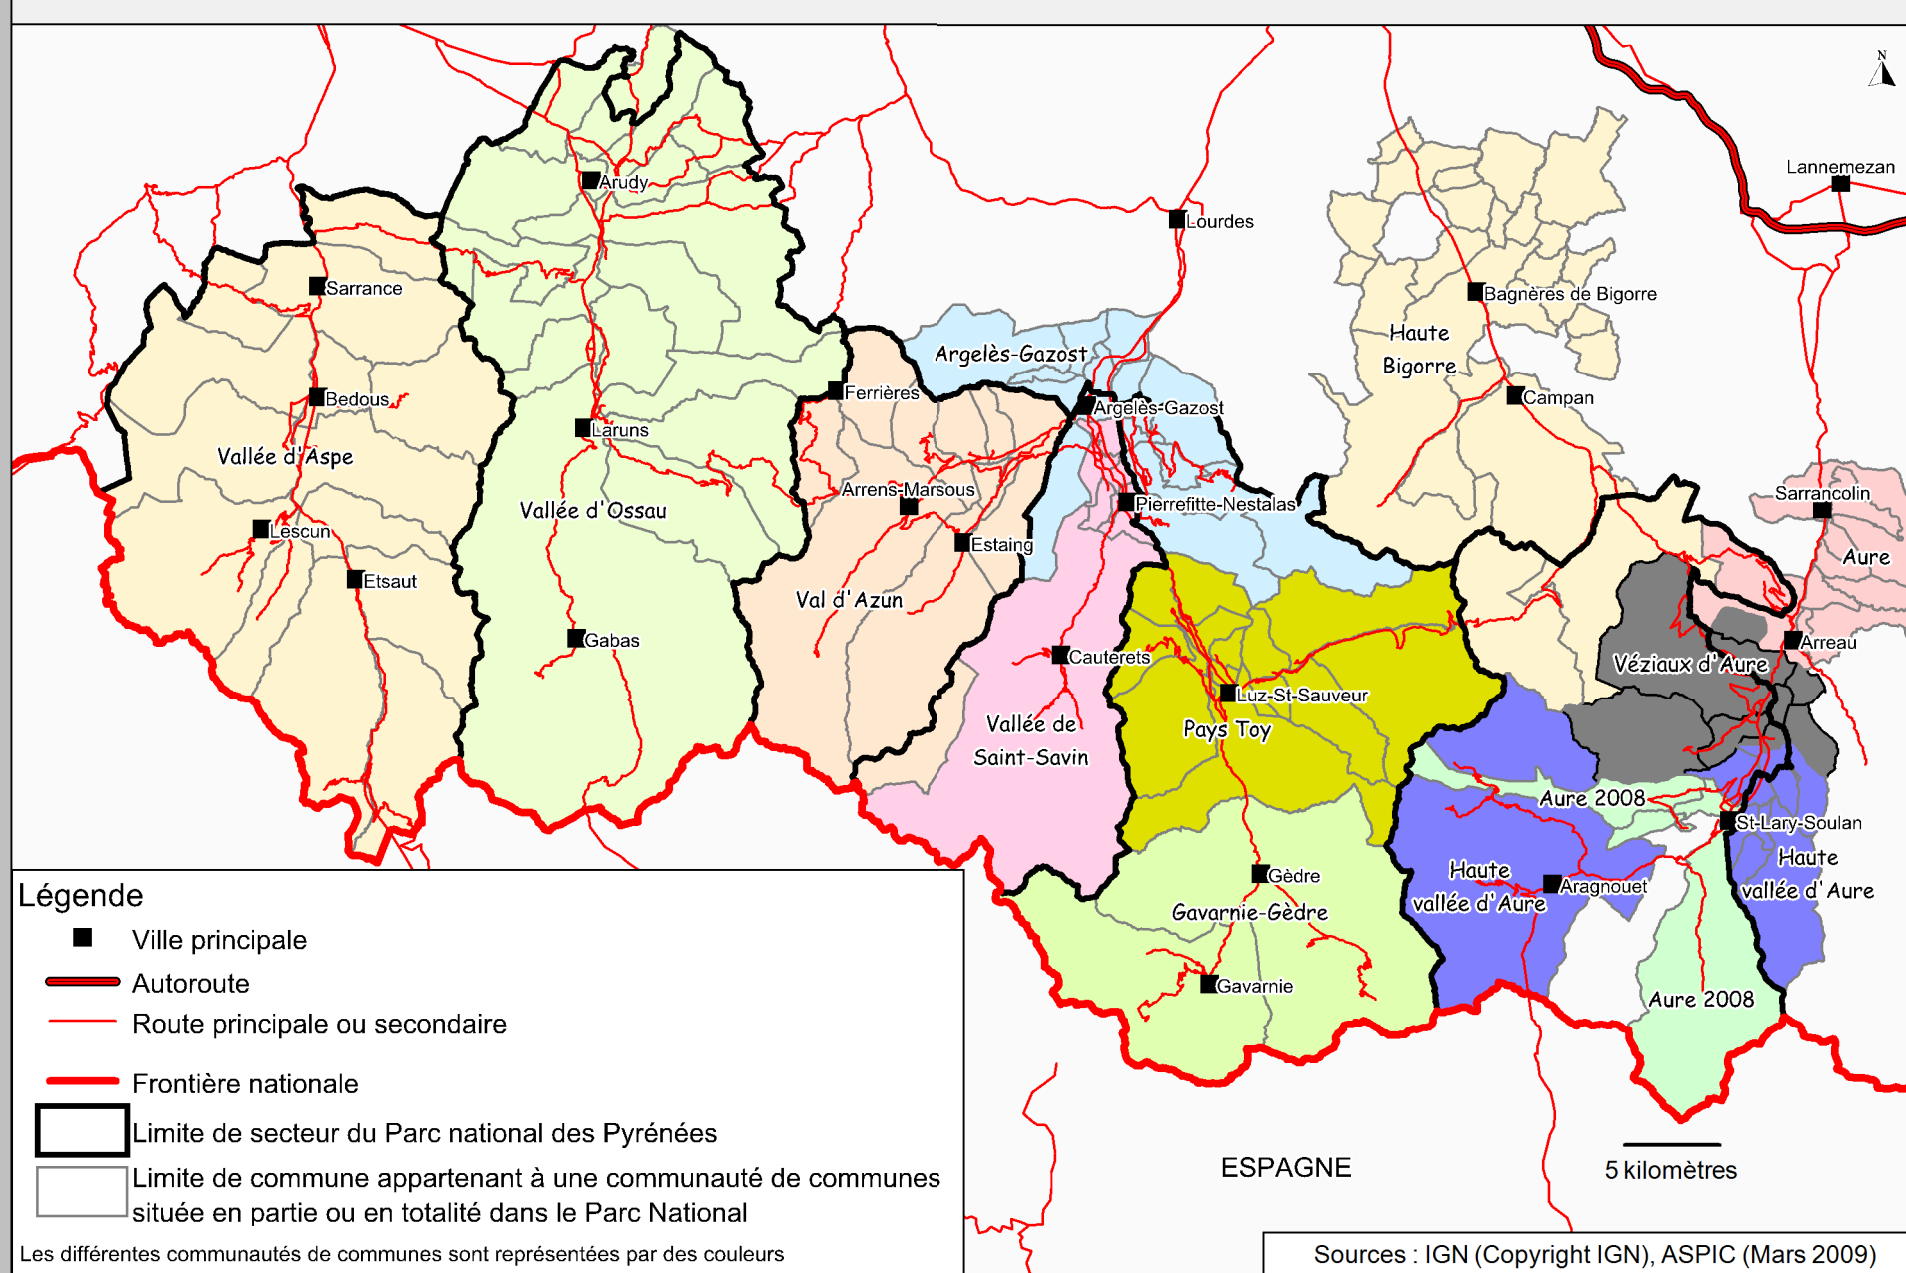 N
Lannemezan
Arudy
Lourdes
Sarrance
Bagnères de Bigorre
Haute
Bigorre
Argelès-Gazost
Ferrières
Bedous
Argelès-Gazost
Campan
Laruns
Vallée d'Aspe
Arrens-Marsous
Sarrancolin
Vallée d'Ossau
Pierrefitte-Nestalas
Lescun
Estaing
Aure
Etsaut
Val d'Azun
Gabas
Cauterets
Arreau
Véziaux d'Aure
Luz-St-Sauveur
Vallée de
Saint-Savin
Pays Toy
Aure 2008
St-Lary-Soulan
Haute
vallée d'Aure
Haute
vallée d'Aure
Gèdre
Aragnouet
Gavarnie-Gèdre
Gavarnie
Aure 2008
Légende
Ville principale
Autoroute
Route principale ou secondaire
Frontière nationale
Limite de secteur du Parc national des Pyrénées
Limite de commune appartenant à une communauté de communes
située en partie ou en totalité dans le Parc National
Les différentes communautés de communes sont représentées par des couleurs
ESPAGNE
5 kilomètres
Sources : IGN (Copyright IGN), ASPIC (Mars 2009)